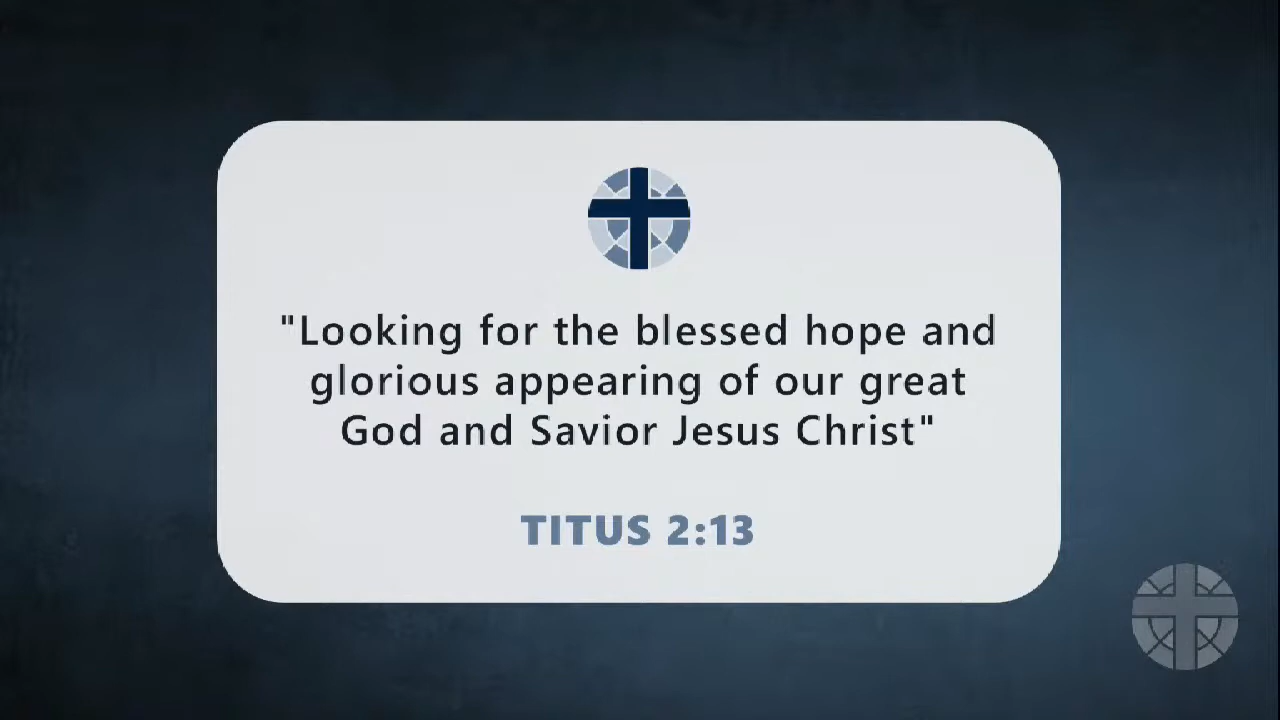 "Looking for the blessed hope and
glorious appearing of our great
God and Savior Jesus Christ"
TITUS 2:13